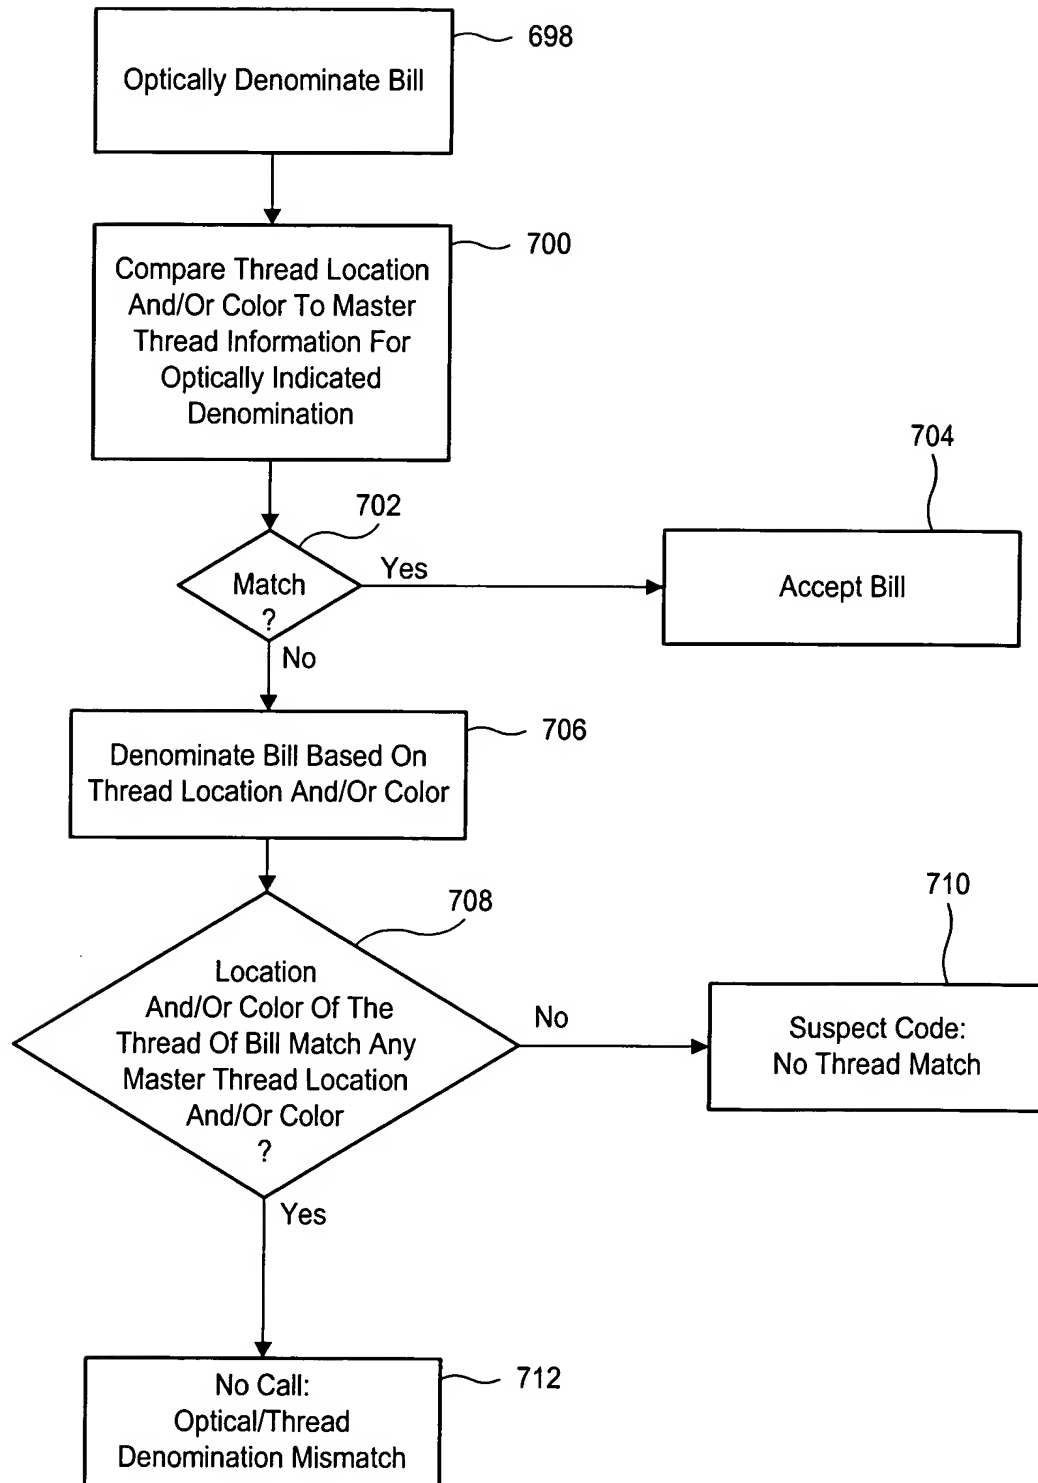 698
Optically Denominate Bill
700
Compare Thread Location
And/Or Color To Master
Thread Information For
Optically Indicated
Denomination
702
Match
?
Yes
704
Accept Bill
No
706
Denominate Bill Based On
Thread Location And/Or Color
708
Location
And/Or Color Of The
Thread Of Bill Match Any
Master Thread Location
And/Or Color
?
No
710
Suspect Code:
No Thread Match
Yes
712
No Call:
Optical/Thread
Denomination Mismatch